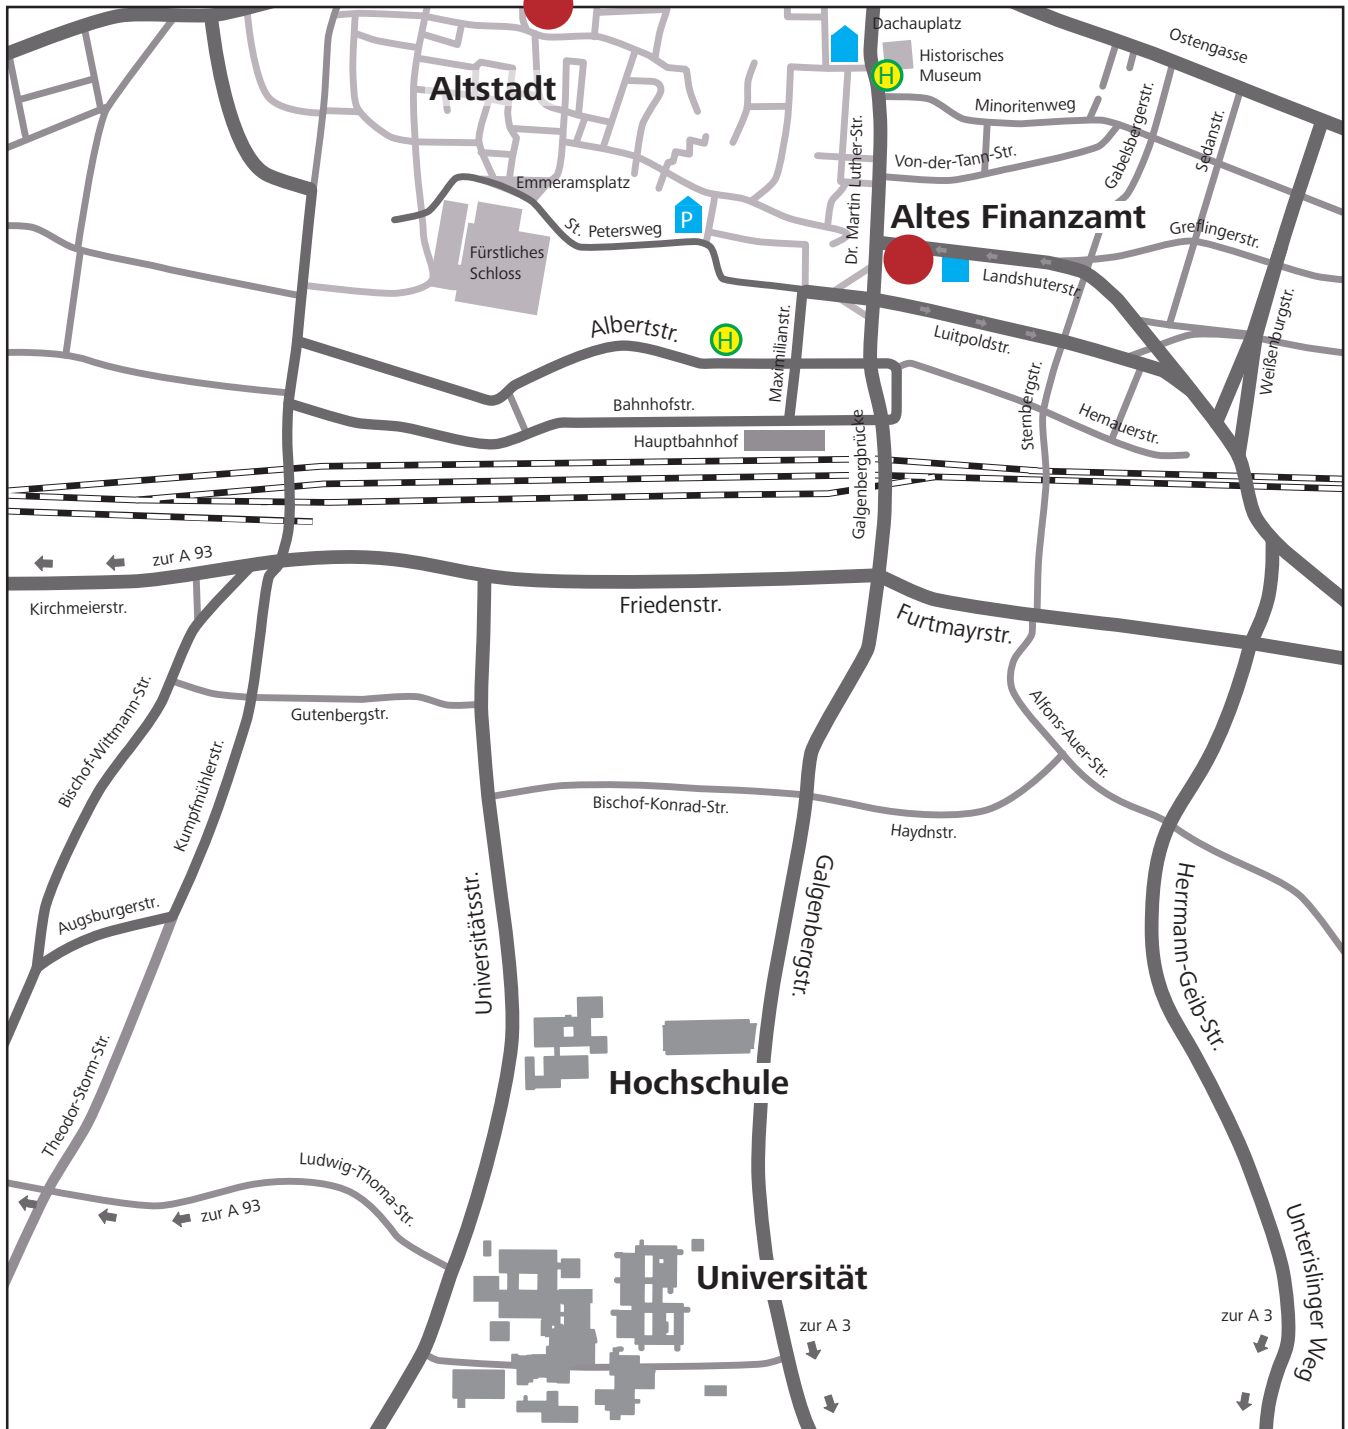 Dachauplatz
Ostengasse
Historisches
Museum
H
Altstadt
Minoritenweg
Gabelsbergerstr.
Sedanstr.
Dr. Martin Luther-Str.
Von-der-Tann-Str.
Emmeramsplatz
P
St. Petersweg
Altes Finanzamt
Greflingerstr.
Fürstliches
Schloss
Landshuterstr.
Weißenburgstr.
Albertstr.
H
Maximilianstr.
Luitpoldstr.
Sternbergstr.
Bahnhofstr.
Hemauerstr.
Hauptbahnhof
Galgenbergbrücke
zur A 93
Kirchmeierstr.
Friedenstr.
Furtmayrstr.
Bischof-Wittmann-Str.
Gutenbergstr.
Alfons-Auer-Str.
Kumpfmühlerstr.
Bischof-Konrad-Str.
Haydnstr.
Augsburgerstr.
Universitätsstr.
Galgenbergstr.
Herrmann-Geib-Str.
Theodor-Storm-Str.
Hochschule
Ludwig-Thoma-Str.
zur A 93
Universität
Unterislinger Weg
zur A 3
zur A 3